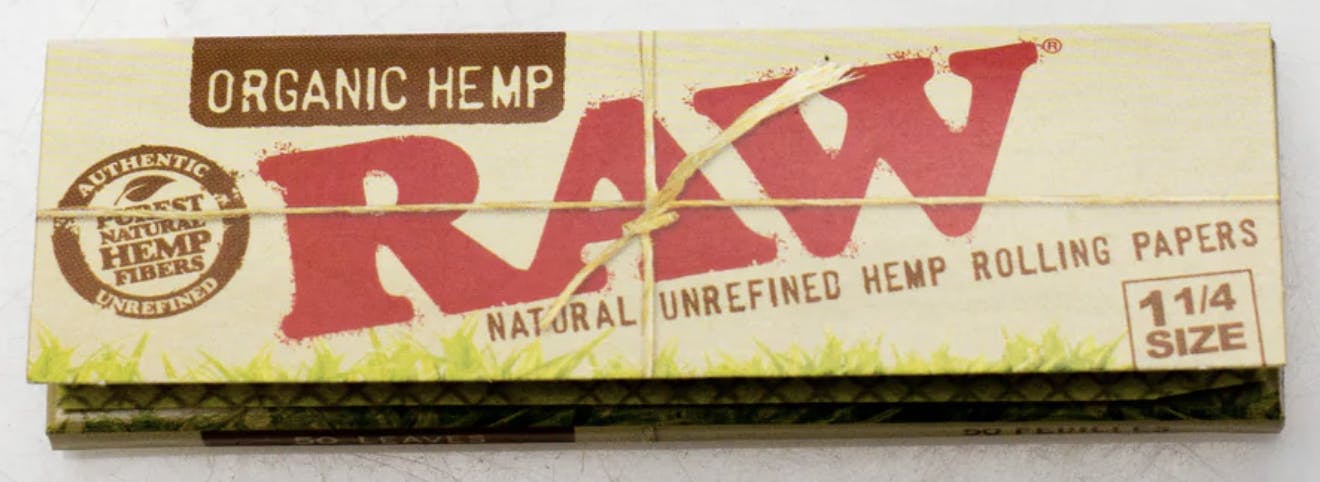 ORGANIC HEMP
RAW®
AUTHENTIC
PUREST
NATURAL
HEMP
FIBERS
UNREFINED
NATURAL UNREFINED HEMP ROLLING PAPERS
1 1/4
SIZE
50 LEAVES
50 FEUILLES